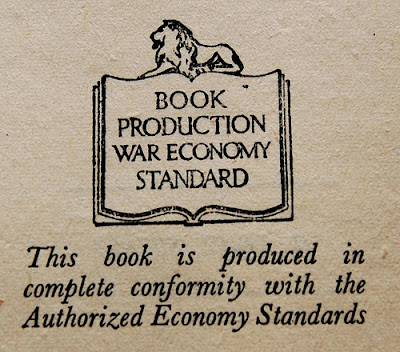 BOOK
PRODUCTION
WAR ECONOMY
STANDARD
This book is produced in
complete conformity with the
Authorized Economy Standards